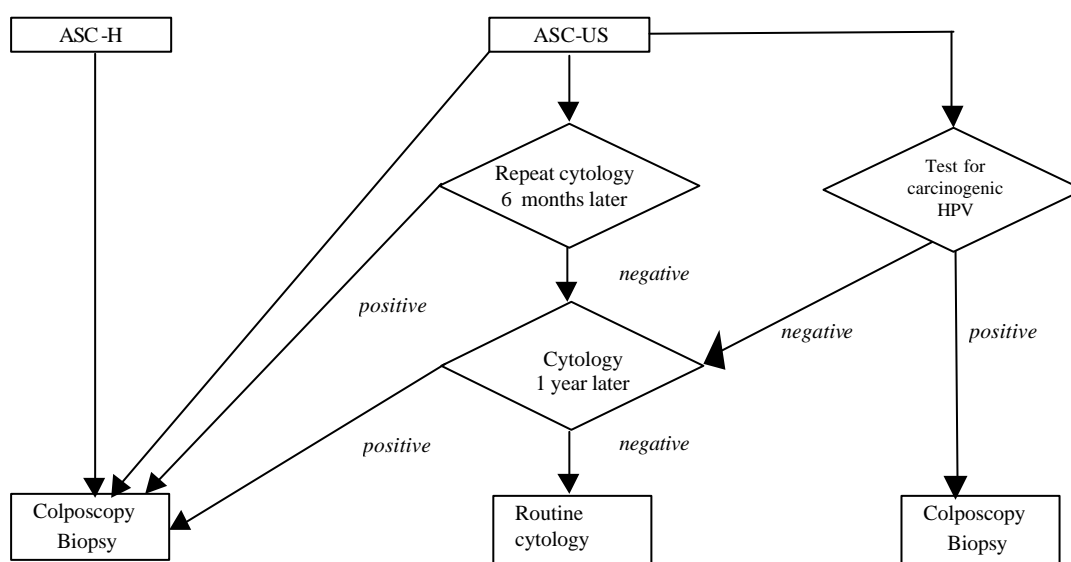 ASC-H
ASC-US
Repeat cytology
6 months later
Test for
carcinogenic
HPV
negative
positive
negative
positive
Cytology
1 year later
positive
negative
Colposcopy
Biopsy
Routine
cytology
Colposcopy
Biopsy